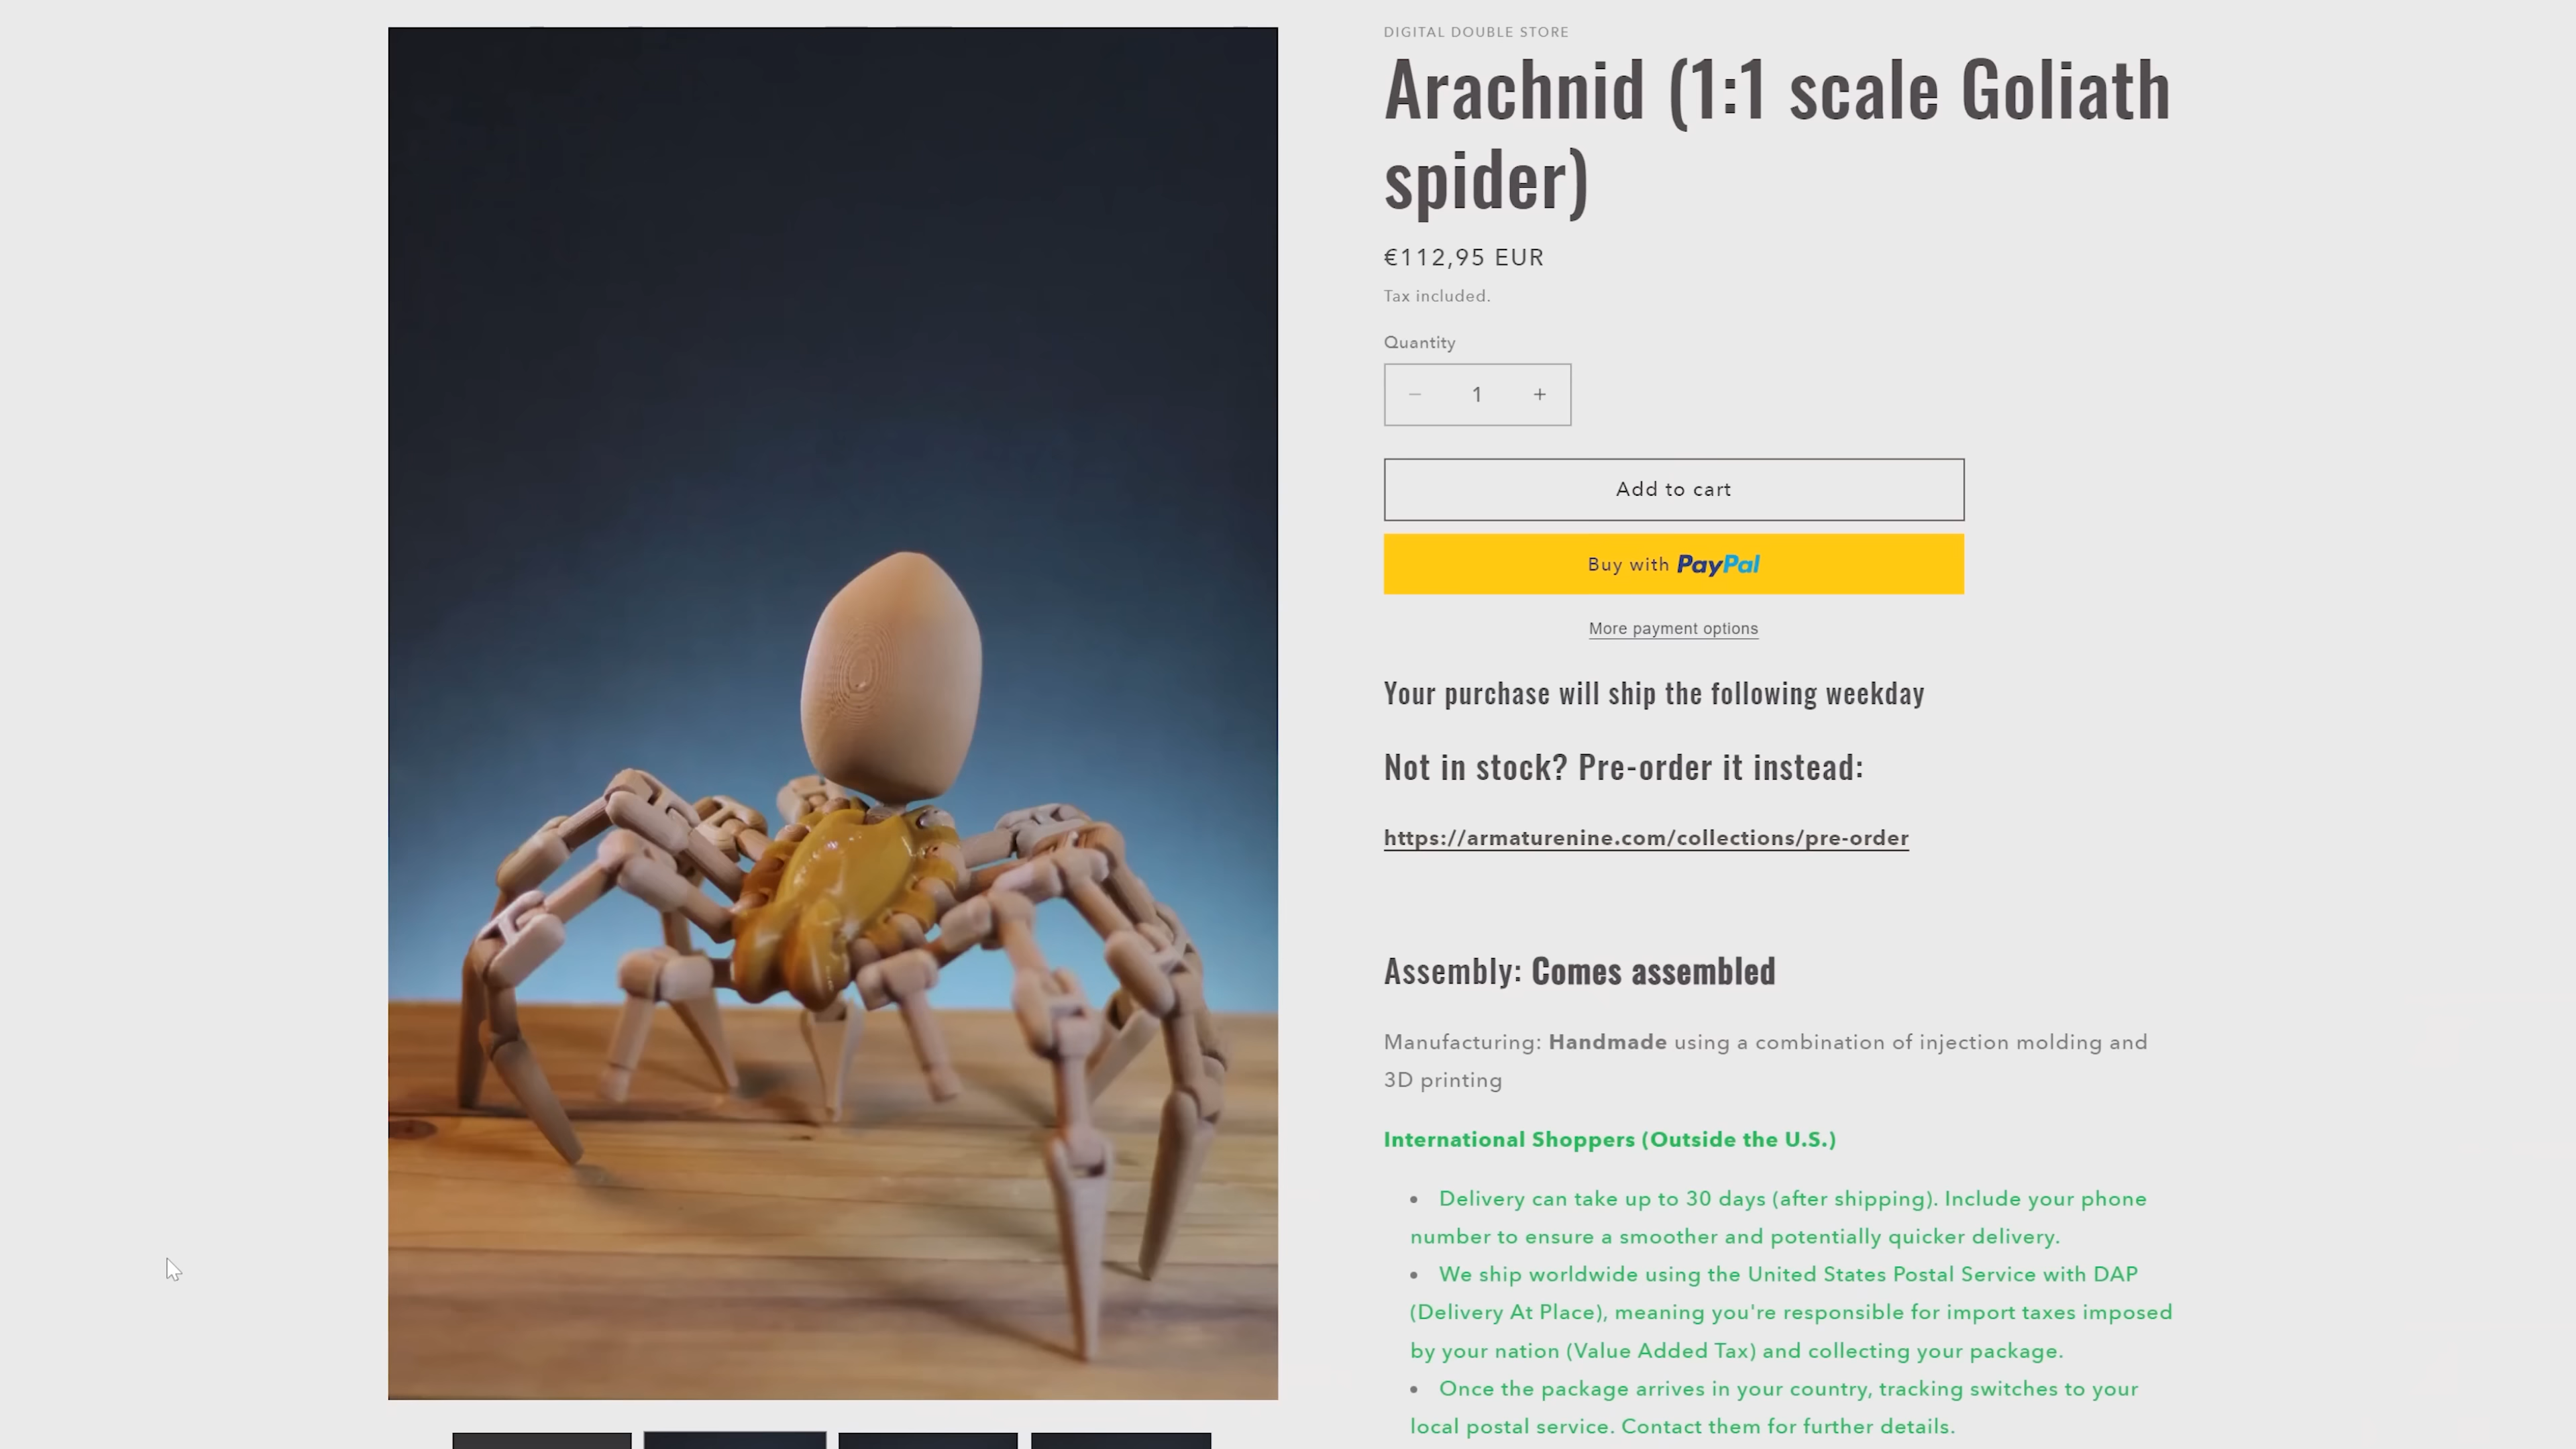 DIGITAL DOUBLE STORE
Arachnid (1:1 scale Goliath
spider)
€112,95 EUR
Tax included.
Quantity
− 1 +
Add to cart
Buy with PayPal
More payment options
Your purchase will ship the following weekday
Not in stock? Pre-order it instead:
https://armaturenine.com/collections/pre-order
Assembly: Comes assembled
Manufacturing: Handmade using a combination of injection molding and
3D printing
International Shoppers (Outside the U.S.)
• Delivery can take up to 30 days (after shipping). Include your phone
number to ensure a smoother and potentially quicker delivery.
• We ship worldwide using the United States Postal Service with DAP
(Delivery At Place), meaning you're responsible for import taxes imposed
by your nation (Value Added Tax) and collecting your package.
• Once the package arrives in your country, tracking switches to your
local postal service. Contact them for further details.